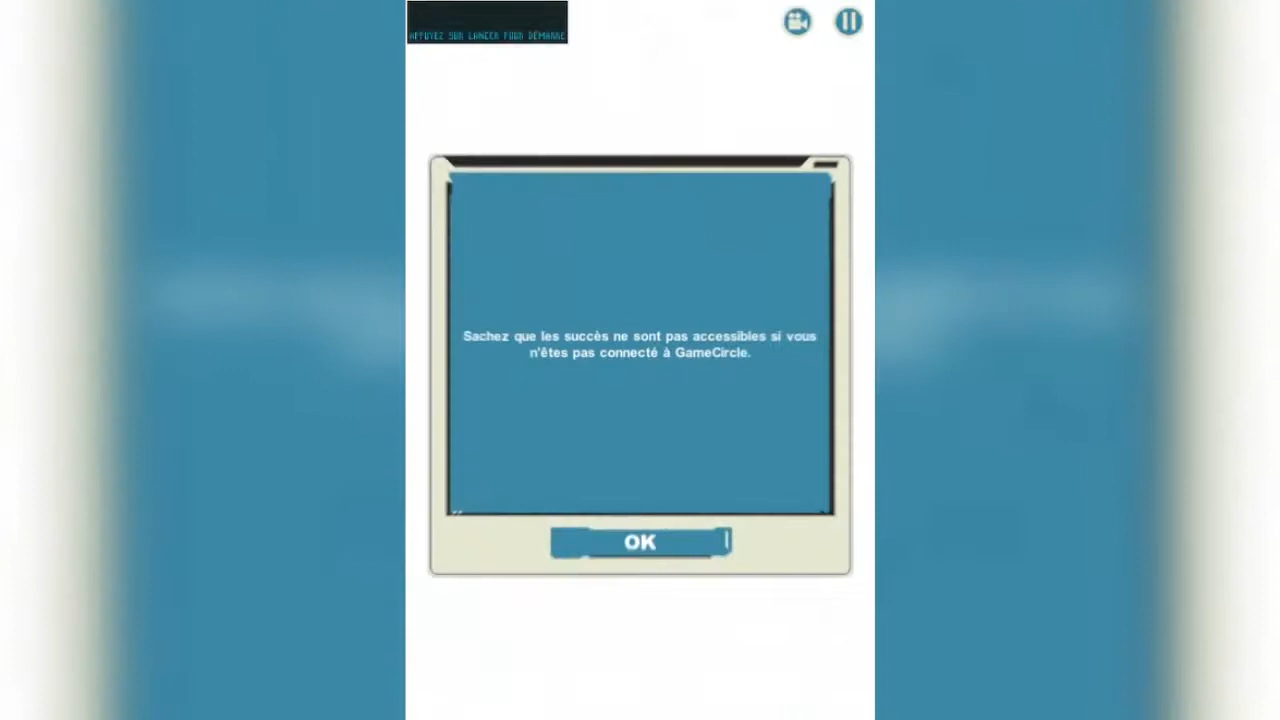 APPUYEZ SUR LANCER POUR DÉMARRE
Sachez que les succès ne sont pas accessibles si vous
n'êtes pas connecté à GameCircle.
OK